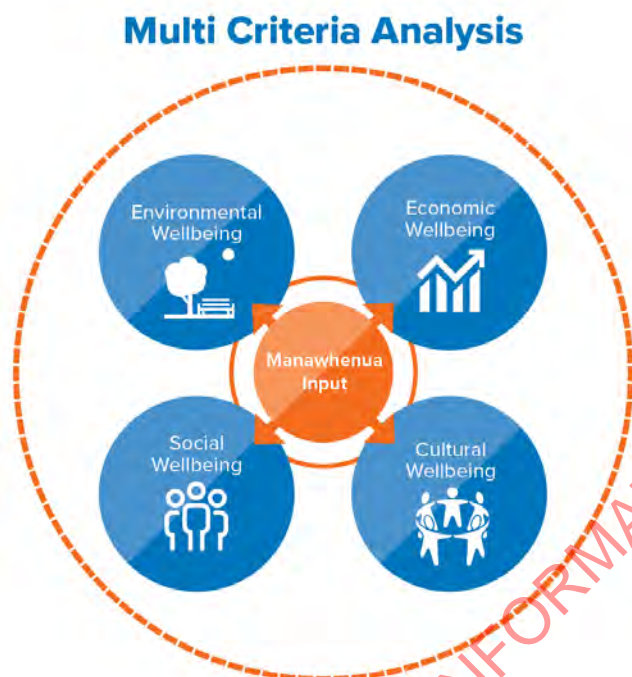 Multi Criteria Analysis
Environmental
Wellbeing
Economic
Wellbeing
Manawhenua
Input
Social
Wellbeing
Cultural
Wellbeing